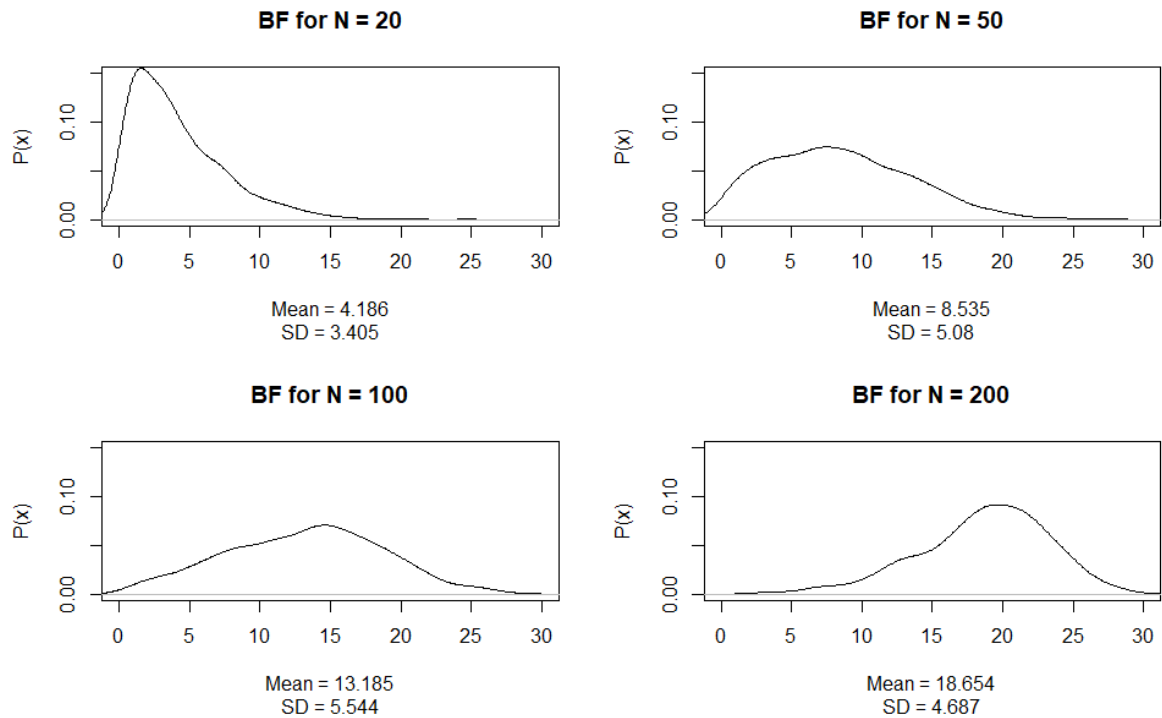 BF for N = 20
P(x)
0.10
0.00
0 5 10 15 20 25 30
Mean = 4.186
SD = 3.405
BF for N = 50
P(x)
0.10
0.00
0 5 10 15 20 25 30
Mean = 8.535
SD = 5.08
BF for N = 100
P(x)
0.10
0.00
0 5 10 15 20 25 30
Mean = 13.185
SD = 5.544
BF for N = 200
P(x)
0.10
0.00
0 5 10 15 20 25 30
Mean = 18.654
SD = 4.687